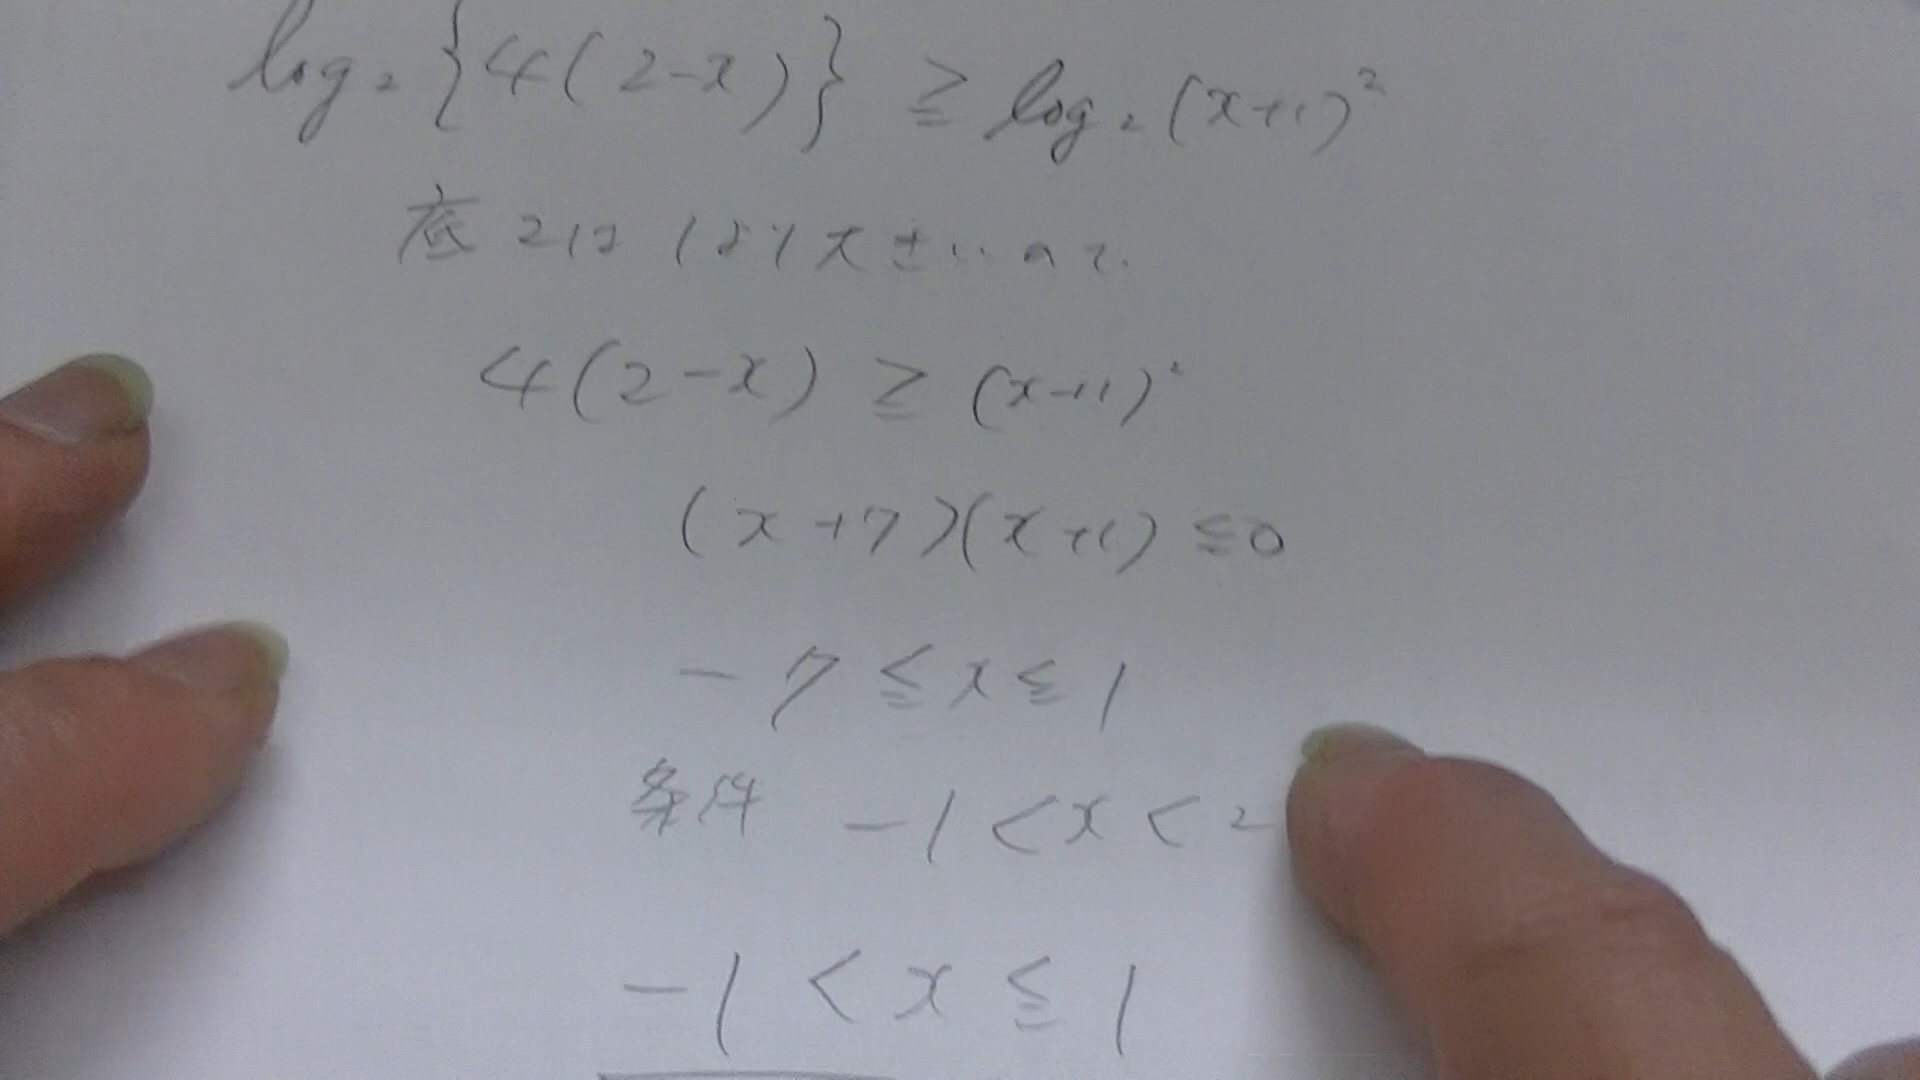 log₂{4(2-x)} ≧ log₂(x+1)²
底2は1より大きいので
4(2-x) ≧ (x+1)²
(x+7)(x+1) ≦0
-7≦x≦1
条件 -1<x<2
-1<x≦1